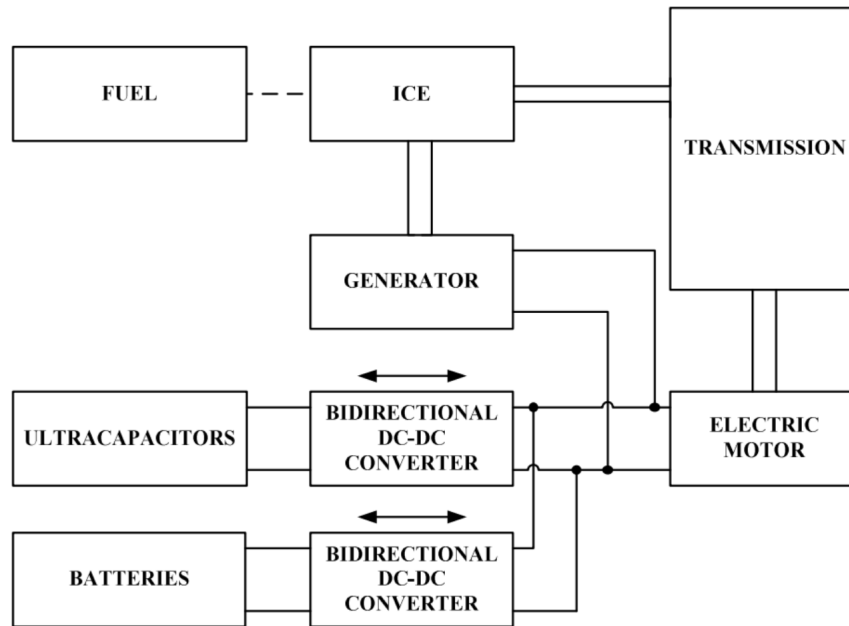 FUEL
ICE
TRANSMISSION
GENERATOR
ULTRACAPACITORS
BIDIRECTIONAL
DC-DC
CONVERTER
ELECTRIC
MOTOR
BATTERIES
BIDIRECTIONAL
DC-DC
CONVERTER